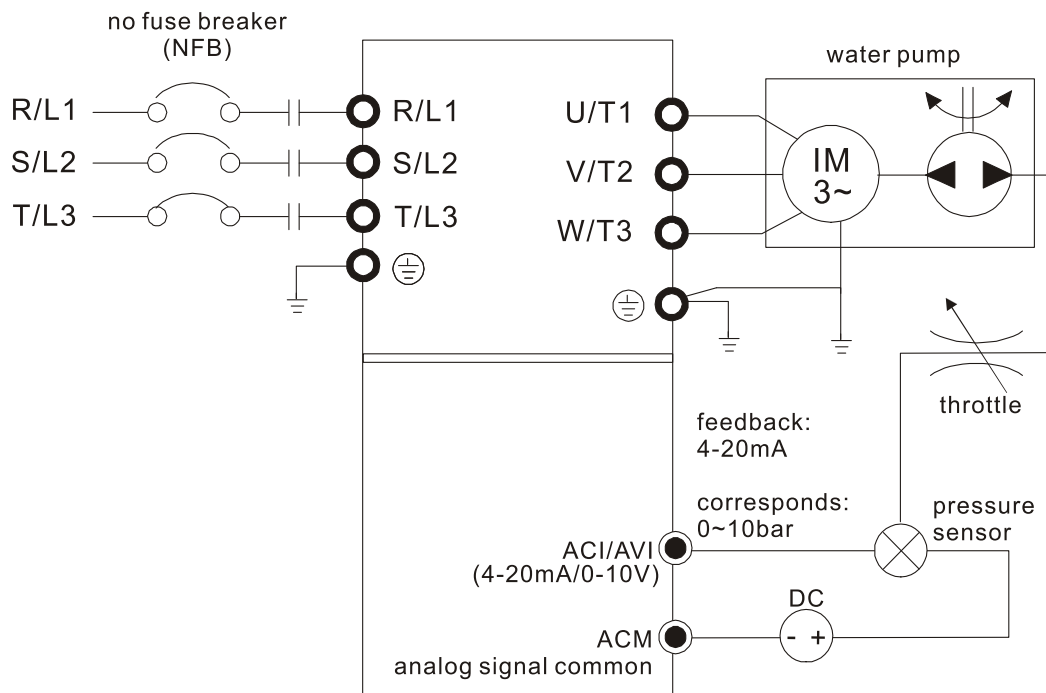 no fuse breaker
(NFB)
R/L1
S/L2
T/L3
R/L1
S/L2
T/L3
U/T1
V/T2
W/T3
water pump
IM
3~
throttle
feedback:
4-20mA
corresponds:
0~10bar
pressure
sensor
ACI/AVI
(4-20mA/0-10V)
DC
- +
ACM
analog signal common